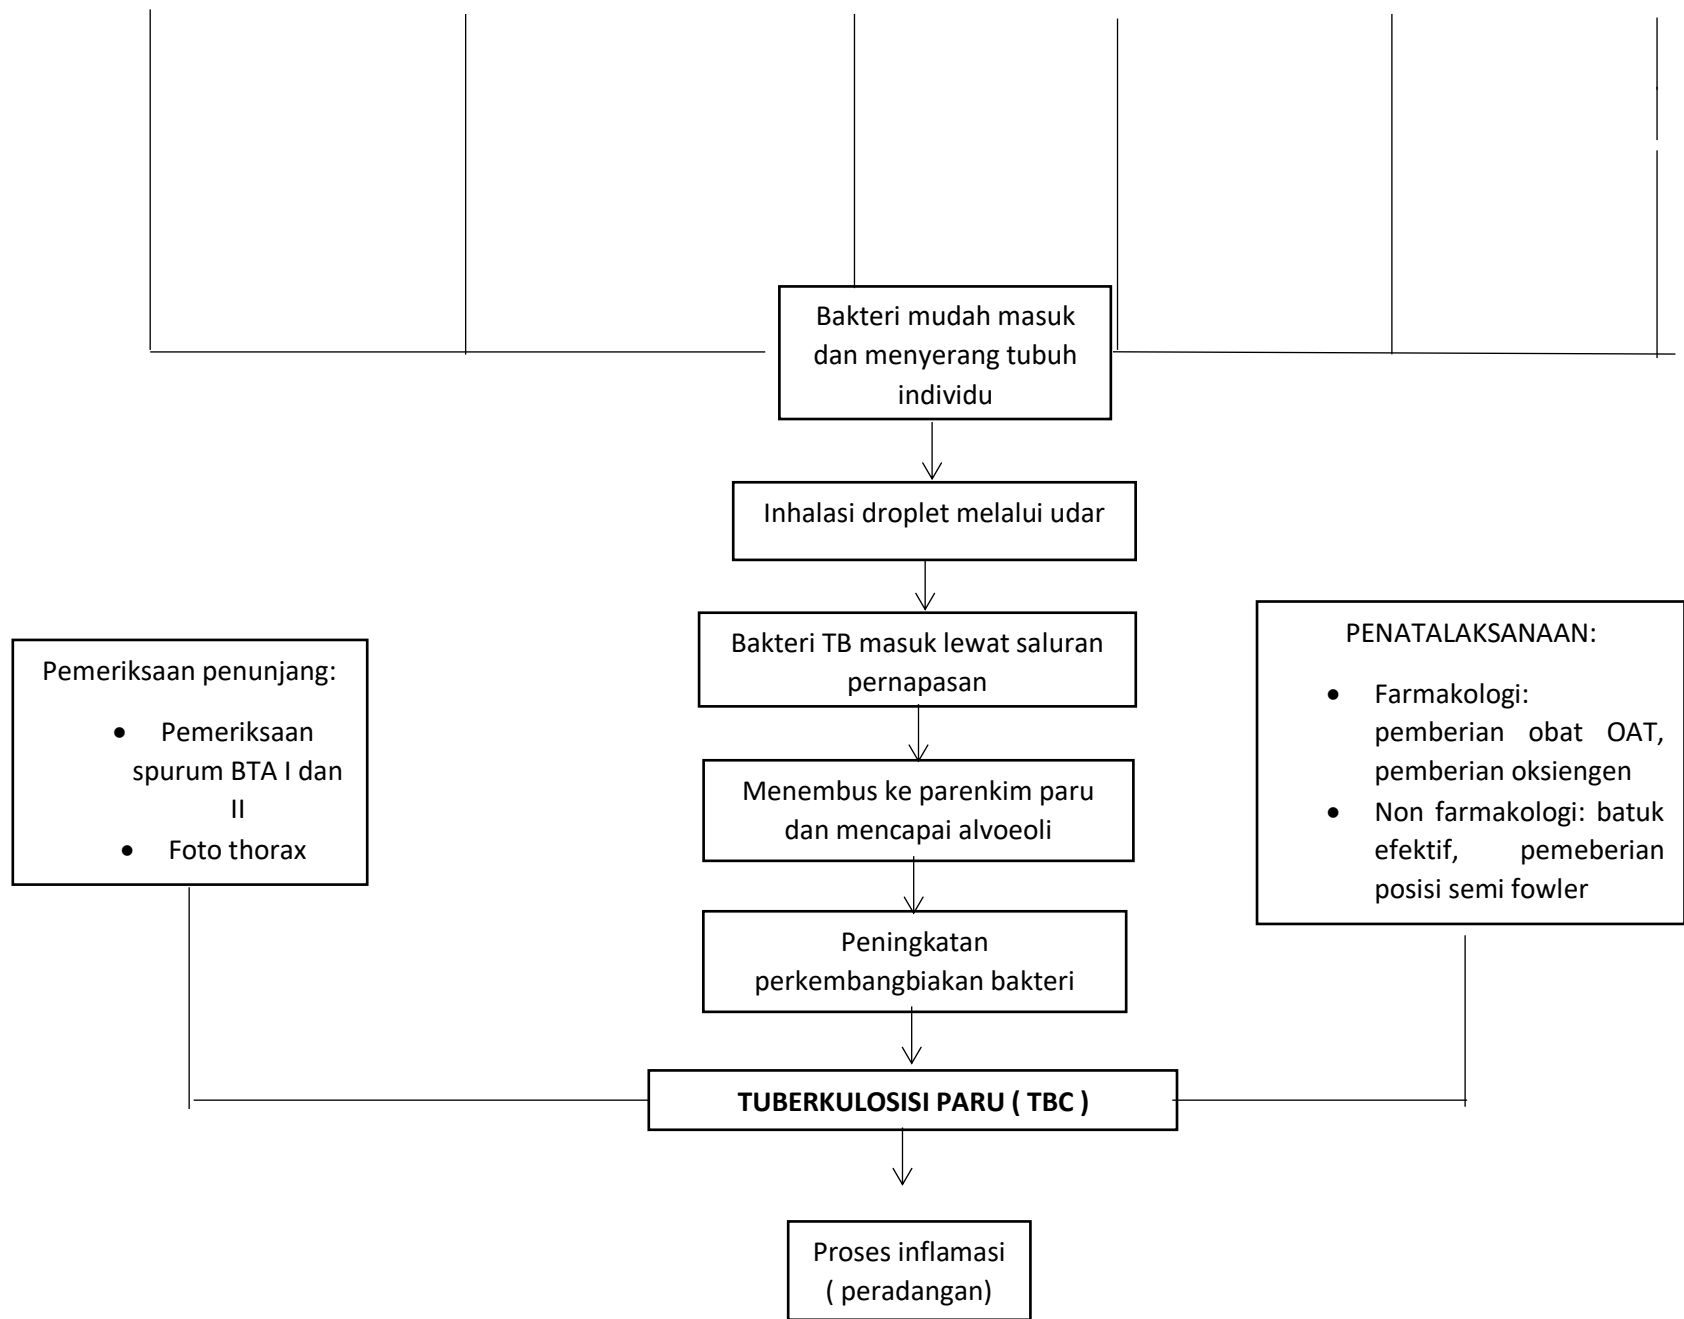 Bakteri mudah masuk
dan menyerang tubuh
individu
Inhalasi droplet melalui udar
Bakteri TB masuk lewat saluran
pernapasan
Pemeriksaan penunjang:
• Pemeriksaan
spurum BTA I dan
II
• Foto thorax
PENATALAKSANAAN:
• Farmakologi:
pemberian obat OAT,
pemberian oksiengen
• Non farmakologi: batuk
efektif, pemeberian
posisi semi fowler
Menembus ke parenkim paru
dan mencapai alvoeoli
Peningkatan
perkembangbiakan bakteri
TUBERKULOSISI PARU ( TBC )
Proses inflamasi
( peradangan)